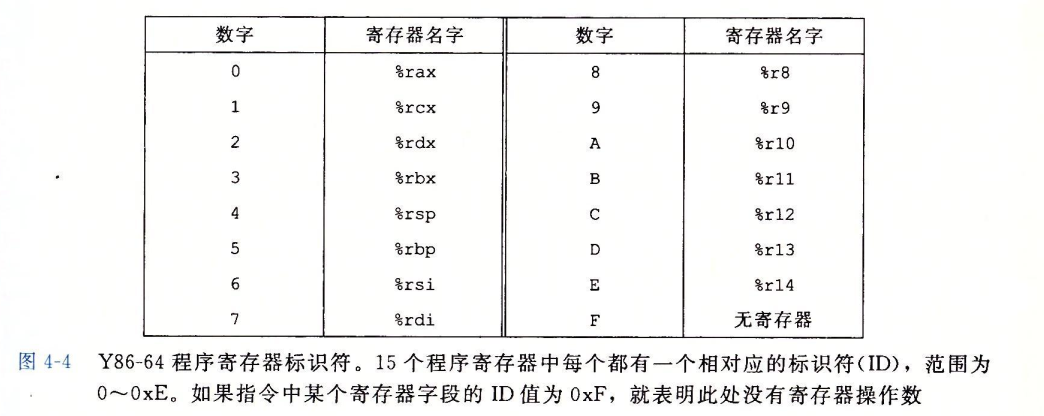 数字 寄存器名字 数字 寄存器名字
0 %rax 8 %r8
1 %rcx 9 %r9
2 %rdx A %r10
3 %rbx B %r11
4 %rsp C %r12
5 %rbp D %r13
6 %rsi E %r14
7 %rdi F 无寄存器
图 4-4 Y86-64 程序寄存器标识符。15 个程序寄存器中每个都有一个相对应的标识符(ID),范围为
0~0xE。如果指令中某个寄存器字段的 ID 值为 0xF,就表明此处没有寄存器操作数